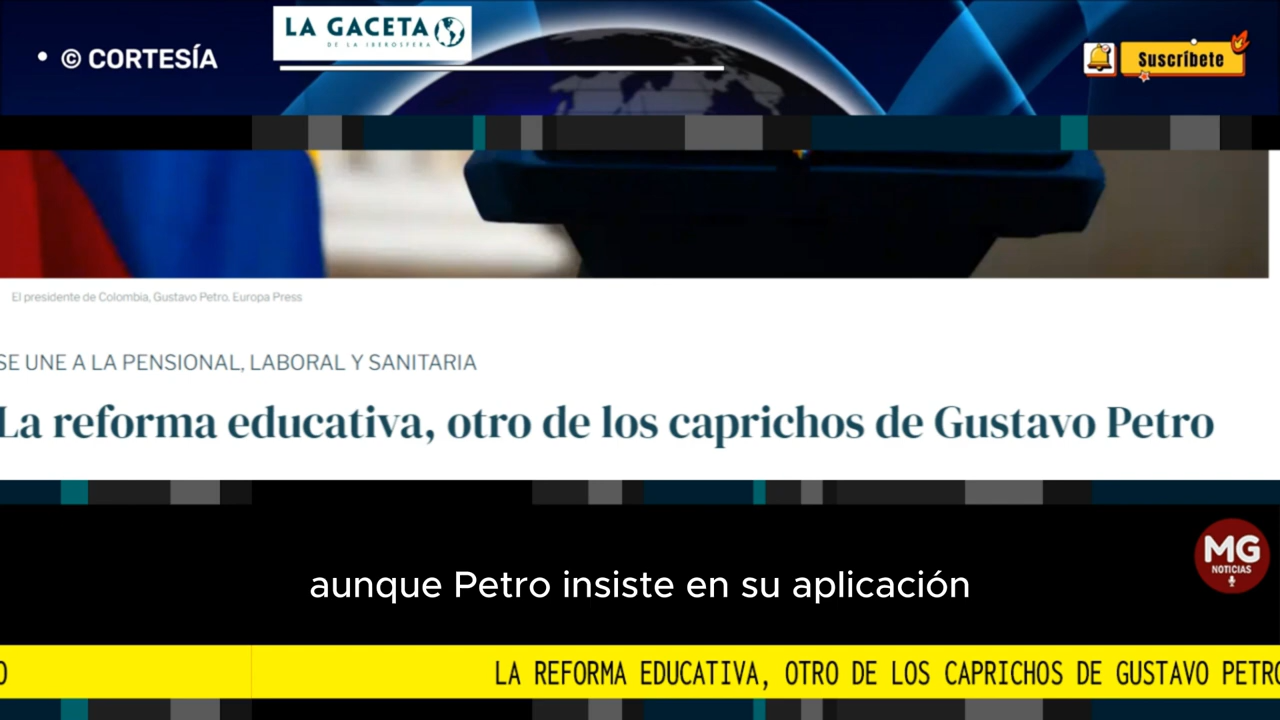 • © CORTESÍA
LA GACETA
DE LA IBEROSFERA
Suscríbete
El presidente de Colombia, Gustavo Petro. Europa Press
SE UNE A LA PENSIONAL, LABORAL Y SANITARIA
La reforma educativa, otro de los caprichos de Gustavo Petro
MG
NOTICIAS
aunque Petro insiste en su aplicación
O LA REFORMA EDUCATIVA, OTRO DE LOS CAPRICHOS DE GUSTAVO PETRO